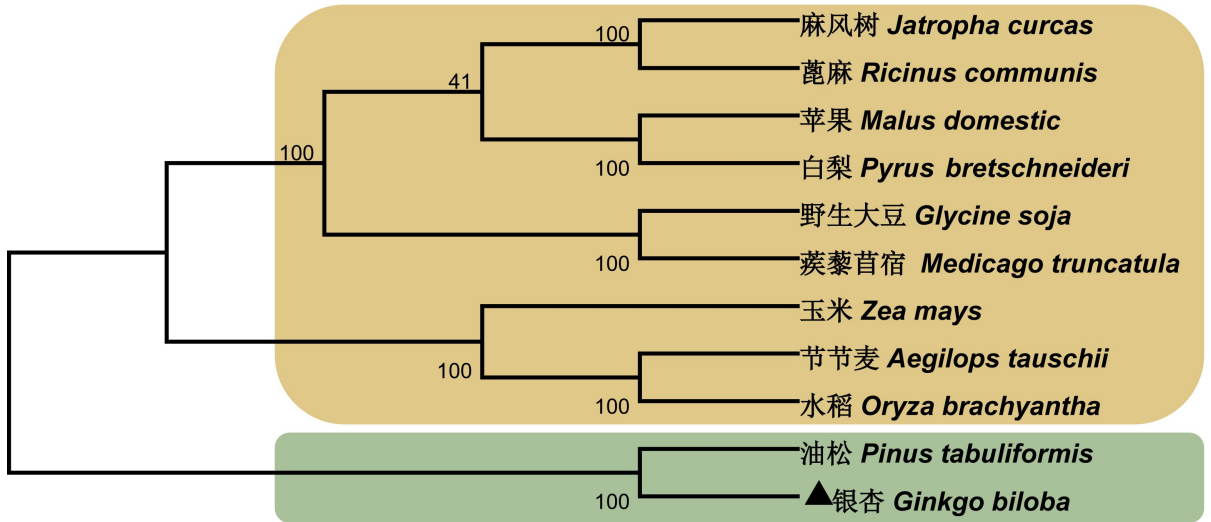 100
麻风树 Jatropha curcas
蓖麻 Ricinus communis
41
苹果 Malus domestic
100
白梨 Pyrus bretschneideri
100
野生大豆 Glycine soja
100
蒺藜苜宿 Medicago truncatula
玉米 Zea mays
100
节节麦 Aegilops tauschii
100
水稻 Oryza brachyantha
油松 Pinus tabuliformis
100
▲银杏 Ginkgo biloba